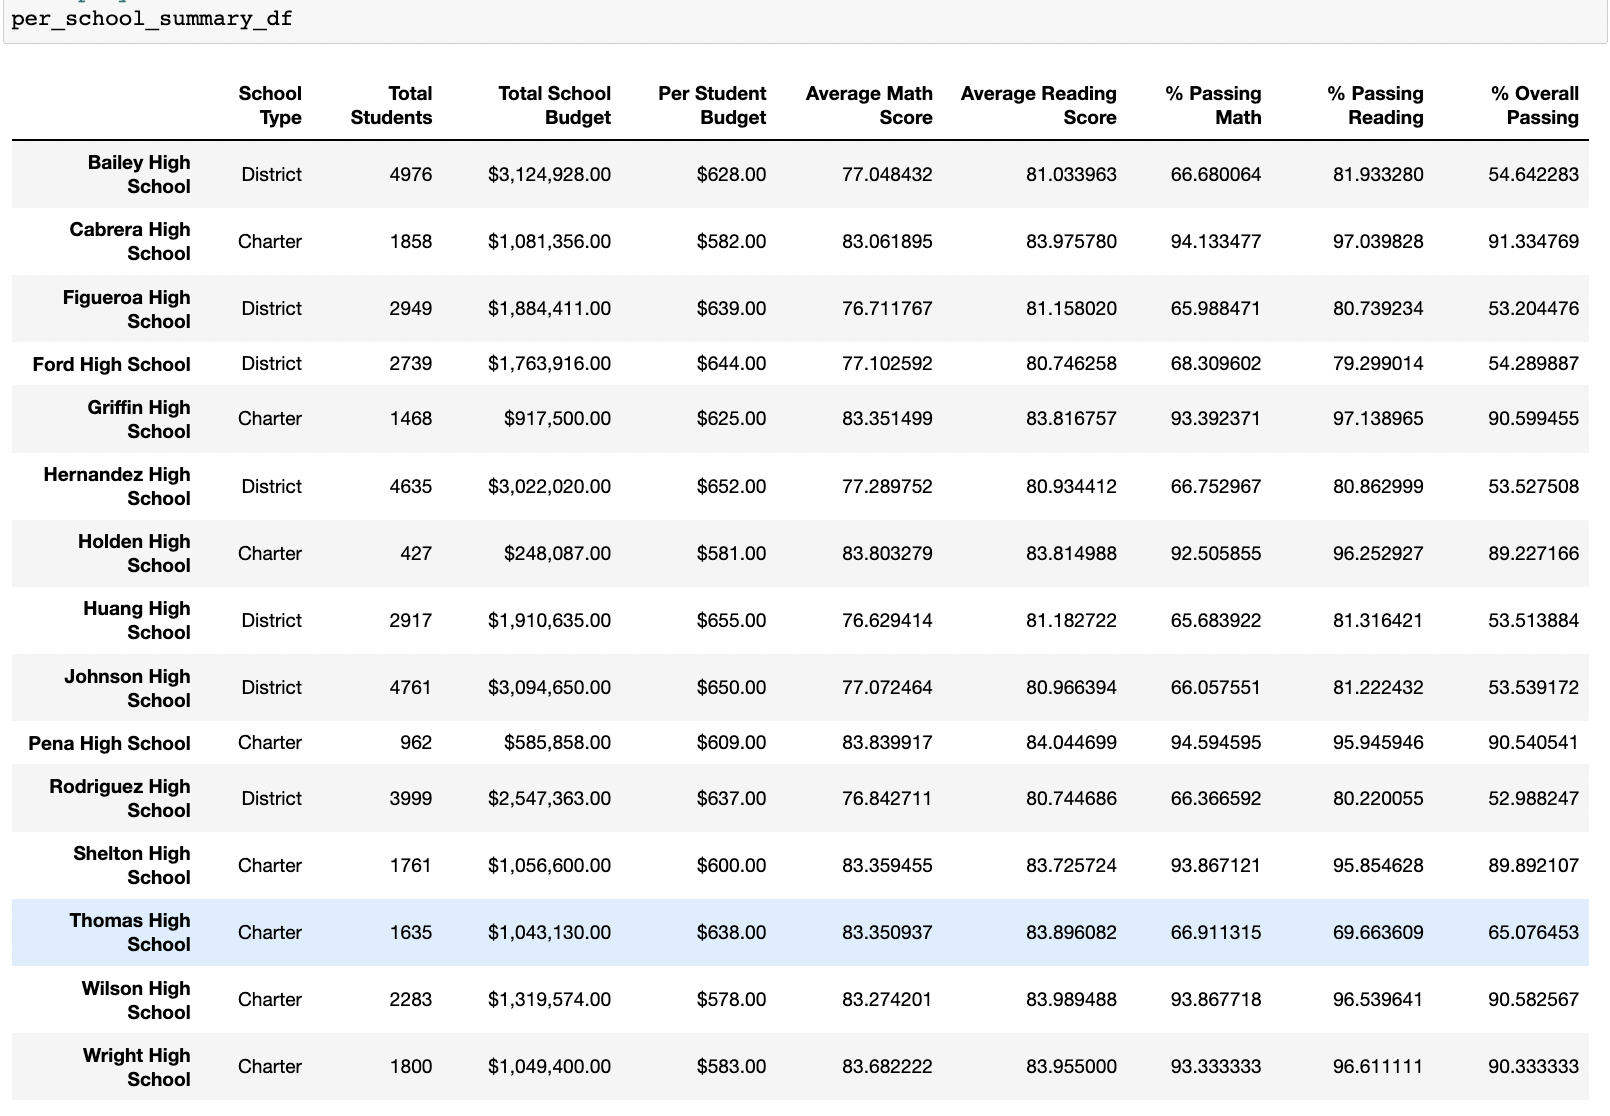 per_school_summary_df
School Type Total Students Total School Budget Per Student Budget Average Math Score Average Reading Score % Passing Math % Passing Reading % Overall Passing
Bailey High School District 4976 $3,124,928.00 $628.00 77.048432 81.033963 66.680064 81.933280 54.642283
Cabrera High School Charter 1858 $1,081,356.00 $582.00 83.061895 83.975780 94.133477 97.039828 91.334769
Figueroa High School District 2949 $1,884,411.00 $639.00 76.711767 81.158020 65.988471 80.739234 53.204476
Ford High School District 2739 $1,763,916.00 $644.00 77.102592 80.746258 68.309602 79.299014 54.289887
Griffin High School Charter 1468 $917,500.00 $625.00 83.351499 83.816757 93.392371 97.138965 90.599455
Hernandez High School District 4635 $3,022,020.00 $652.00 77.289752 80.934412 66.752967 80.862999 53.527508
Holden High School Charter 427 $248,087.00 $581.00 83.803279 83.814988 92.505855 96.252927 89.227166
Huang High School District 2917 $1,910,635.00 $655.00 76.629414 81.182722 65.683922 81.316421 53.513884
Johnson High School District 4761 $3,094,650.00 $650.00 77.072464 80.966394 66.057551 81.222432 53.539172
Pena High School Charter 962 $585,858.00 $609.00 83.839917 84.044699 94.594595 95.945946 90.540541
Rodriguez High School District 3999 $2,547,363.00 $637.00 76.842711 80.744686 66.366592 80.220055 52.988247
Shelton High School Charter 1761 $1,056,600.00 $600.00 83.359455 83.725724 93.867121 95.854628 89.892107
Thomas High School Charter 1635 $1,043,130.00 $638.00 83.350937 83.896082 66.911315 69.663609 65.076453
Wilson High School Charter 2283 $1,319,574.00 $578.00 83.274201 83.989488 93.867718 96.539641 90.582567
Wright High School Charter 1800 $1,049,400.00 $583.00 83.682222 83.955000 93.333333 96.611111 90.333333